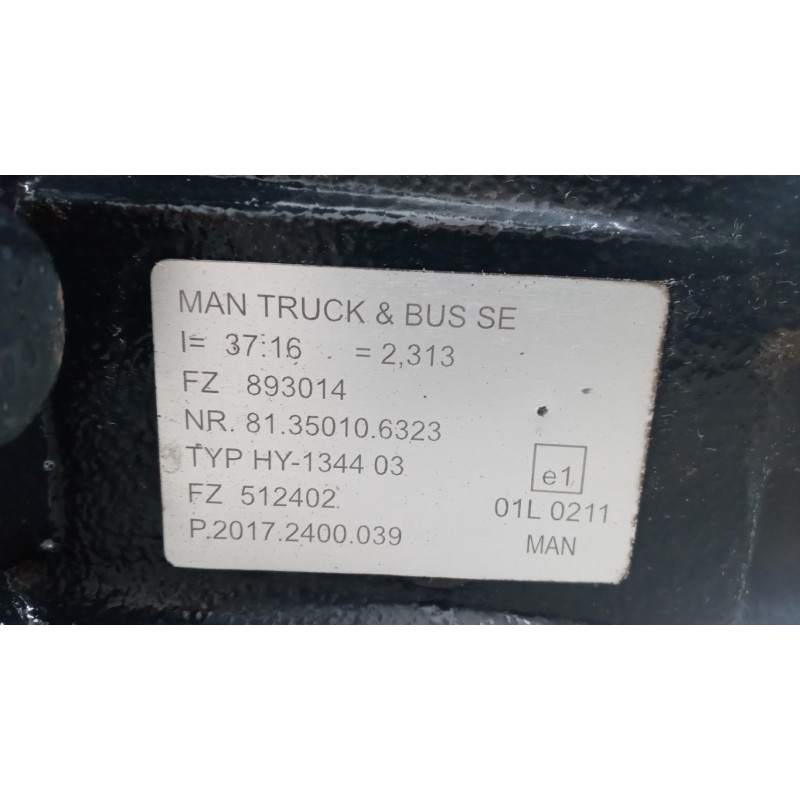 MAN TRUCK & BUS SE
I= 37:16 = 2,313
FZ 893014
NR. 81.35010.6323
TYP HY-1344 03
e1
FZ 512402
01L 0211
P.2017.2400.039
MAN